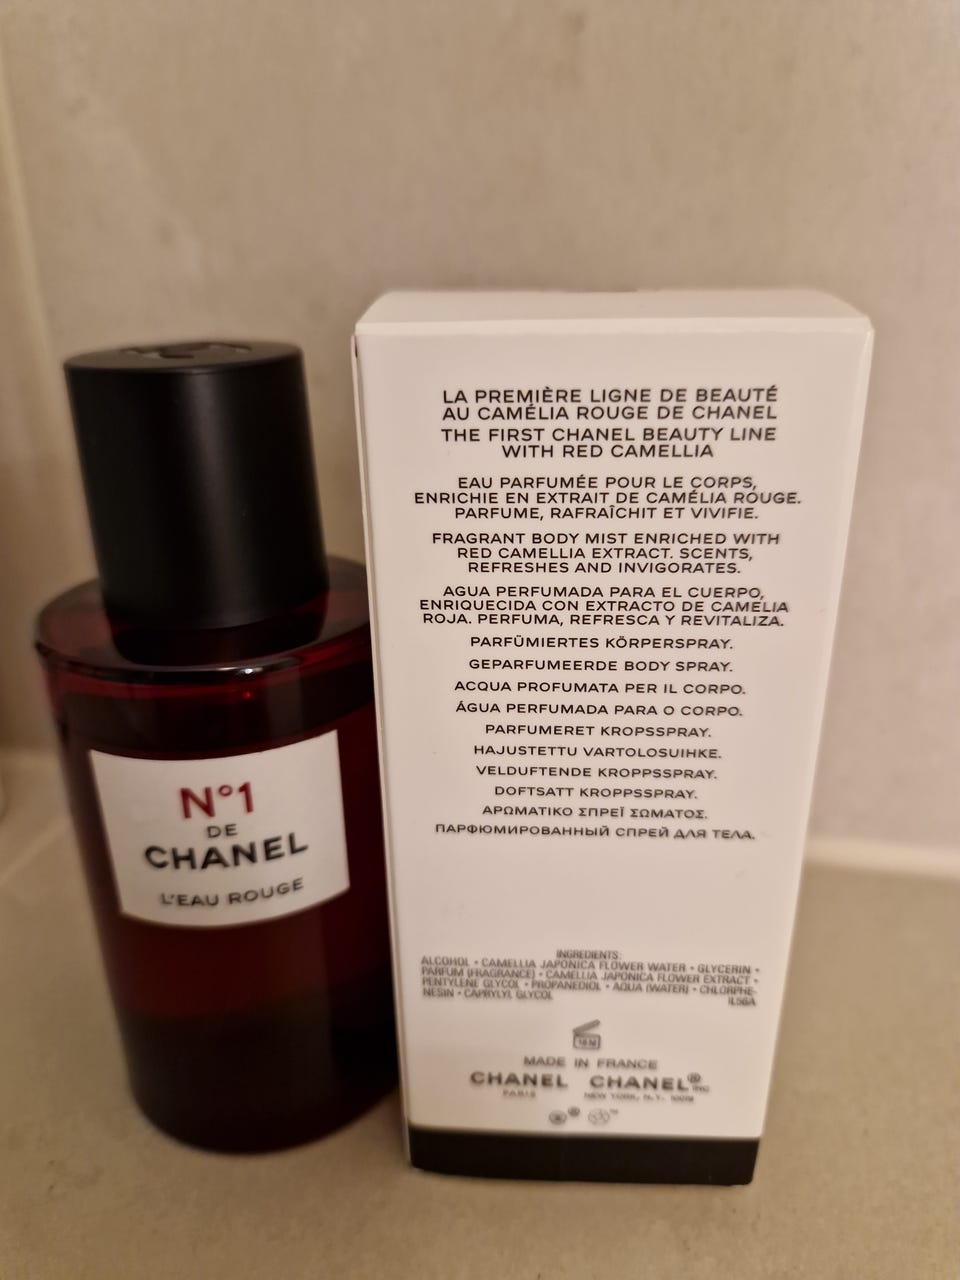 N°1
DE
CHANEL
L'EAU ROUGE
LA PREMIÈRE LIGNE DE BEAUTÉ
AU CAMÉLIA ROUGE DE CHANEL
THE FIRST CHANEL BEAUTY LINE
WITH RED CAMELLIA
EAU PARFUMÉE POUR LE CORPS,
ENRICHIE EN EXTRAIT DE CAMÉLIA ROUGE.
PARFUME, RAFRAÎCHIT ET VIVIFIE.
FRAGRANT BODY MIST ENRICHED WITH
RED CAMELLIA EXTRACT. SCENTS,
REFRESHES AND INVIGORATES.
AGUA PERFUMADA PARA EL CUERPO,
ENRIQUECIDA CON EXTRACTO DE CAMELIA
ROJA. PERFUMA, REFRESCA Y REVITALIZA.
PARFÜMIERTES KÖRPERSPRAY.
GEPARFUMEERDE BODY SPRAY.
ACQUA PROFUMATA PER IL CORPO.
ÁGUA PERFUMADA PARA O CORPO.
PARFUMERET KROPSSPRAY.
HAJUSTETTU VARTOLOSUIHKE.
VELDUFTENDE KROPPSSPRAY.
DOFTSATT KROPPSSPRAY.
ΑΡΩΜΑΤΙΚΟ ΣΠΡΕΪ ΣΩΜΑΤΟΣ.
ПАРФЮМИРОВАННЫЙ СПРЕЙ ДЛЯ ТЕЛА.
INGREDIENTS:
ALCOHOL • CAMELLIA JAPONICA FLOWER WATER • GLYCERIN •
PARFUM (FRAGRANCE) • CAMELLIA JAPONICA FLOWER EXTRACT •
PENTYLENE GLYCOL • PROPANEDIOL • AQUA (WATER) • CHLORPHE-
NESIN • CAPRYLYL GLYCOL
IL56A
18 M
MADE IN FRANCE
CHANEL CHANEL® INC
PARIS NEW YORK, N.Y.